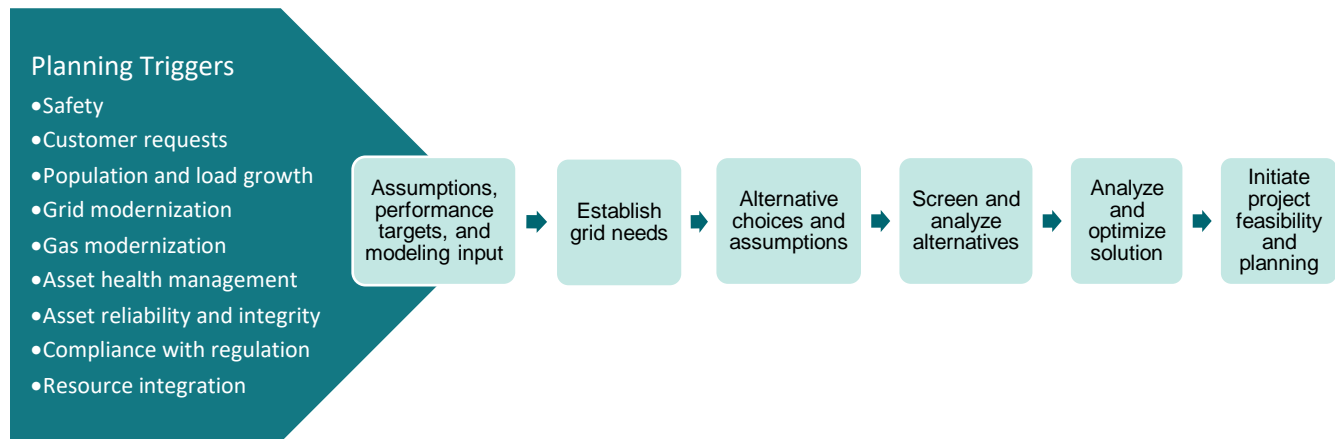 Planning Triggers
•Safety
•Customer requests
•Population and load growth
•Grid modernization
•Gas modernization
•Asset health management
•Asset reliability and integrity
•Compliance with regulation
•Resource integration
Assumptions,
performance
targets, and
modeling input
Establish
grid needs
Alternative
choices and
assumptions
Screen and
analyze
alternatives
Analyze
and
optimize
solution
Initiate
project
feasibility
and
planning